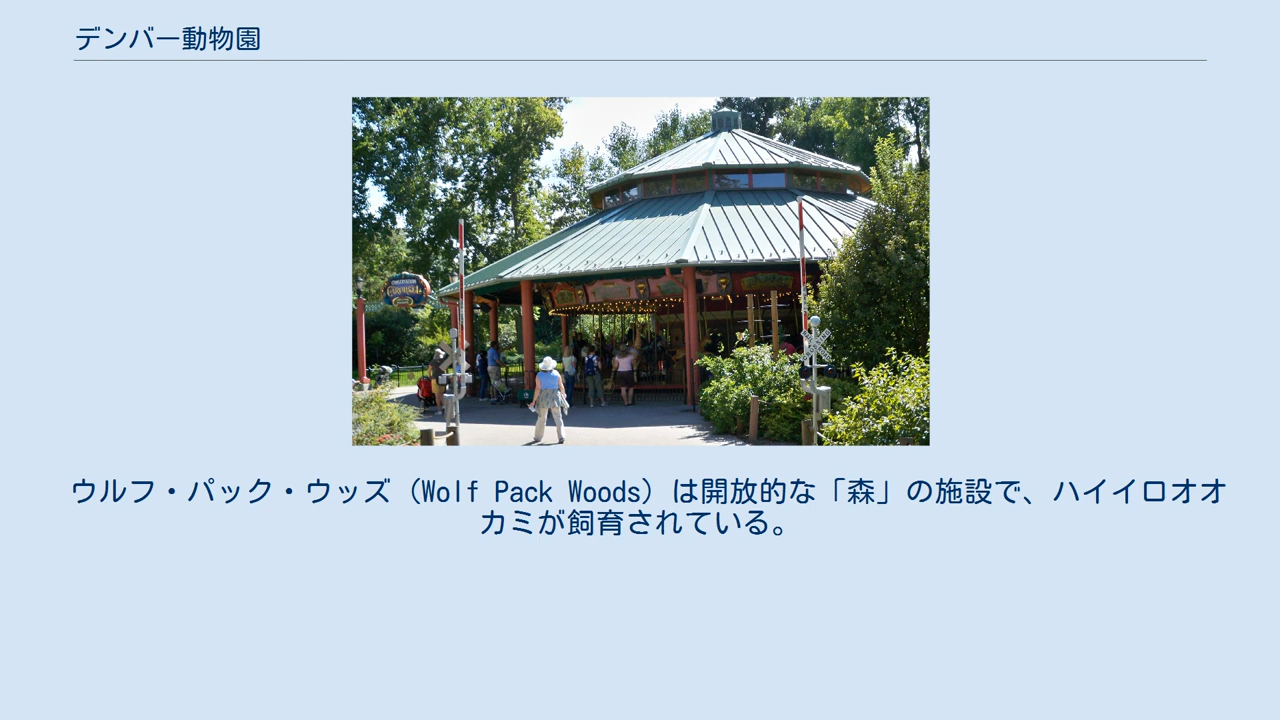 デンバー動物園
CONSERVATION
CAROUSEL
ウルフ・パック・ウッズ（Wolf Pack Woods）は開放的な「森」の施設で、ハイイロオオ
カミが飼育されている。